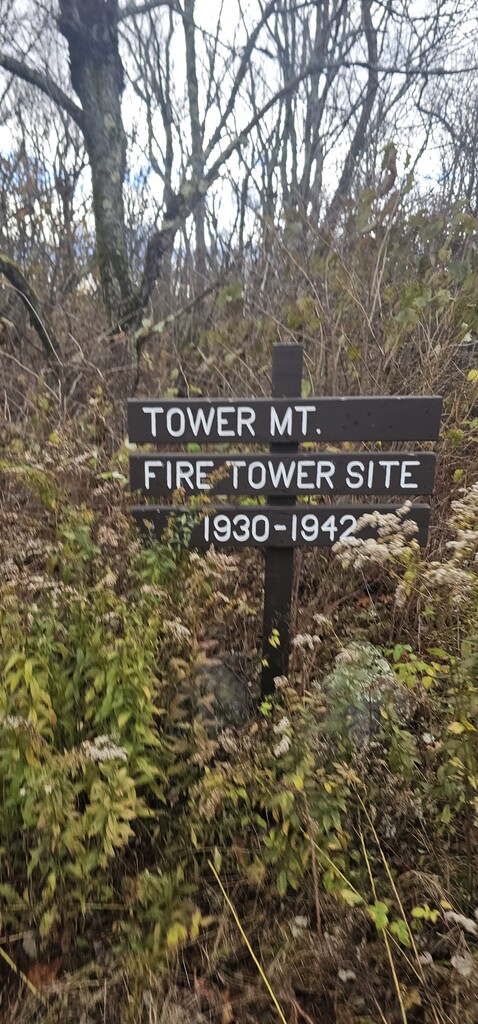 TOWER MT.
FIRE TOWER SITE
1930-1942